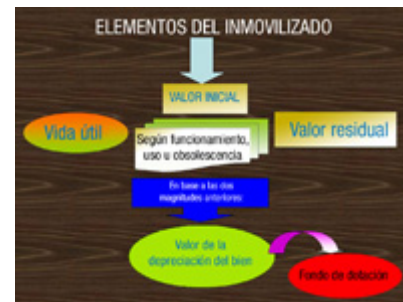 ELEMENTOS DEL INMOVILIZADO
VALOR INICIAL
Vida útil
Según funcionamiento,
uso u obsolescencia
Valor residual
En base a las dos
magnitudes anteriores:
Valor de la
depreciación del bien
Fondo de dotación